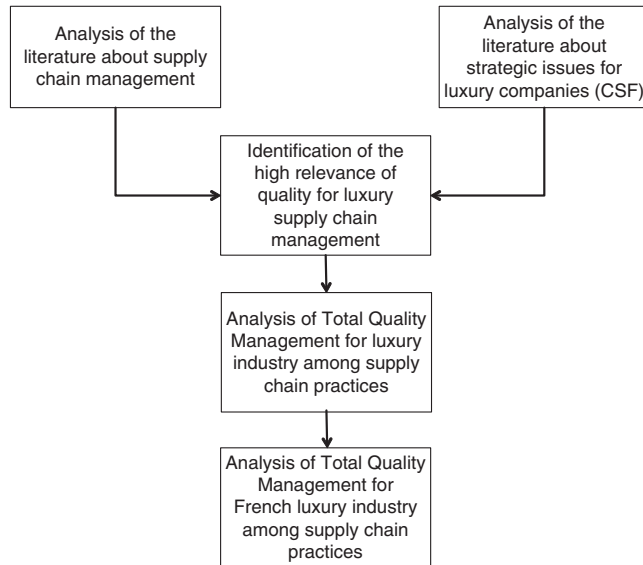 Analysis of the
literature about supply
chain management
Analysis of the
literature about
strategic issues for
luxury companies (CSF)
Identification of the
high relevance of
quality for luxury
supply chain
management
Analysis of Total Quality
Management for luxury
industry among supply
chain practices
Analysis of Total Quality
Management for
French luxury industry
among supply chain
practices